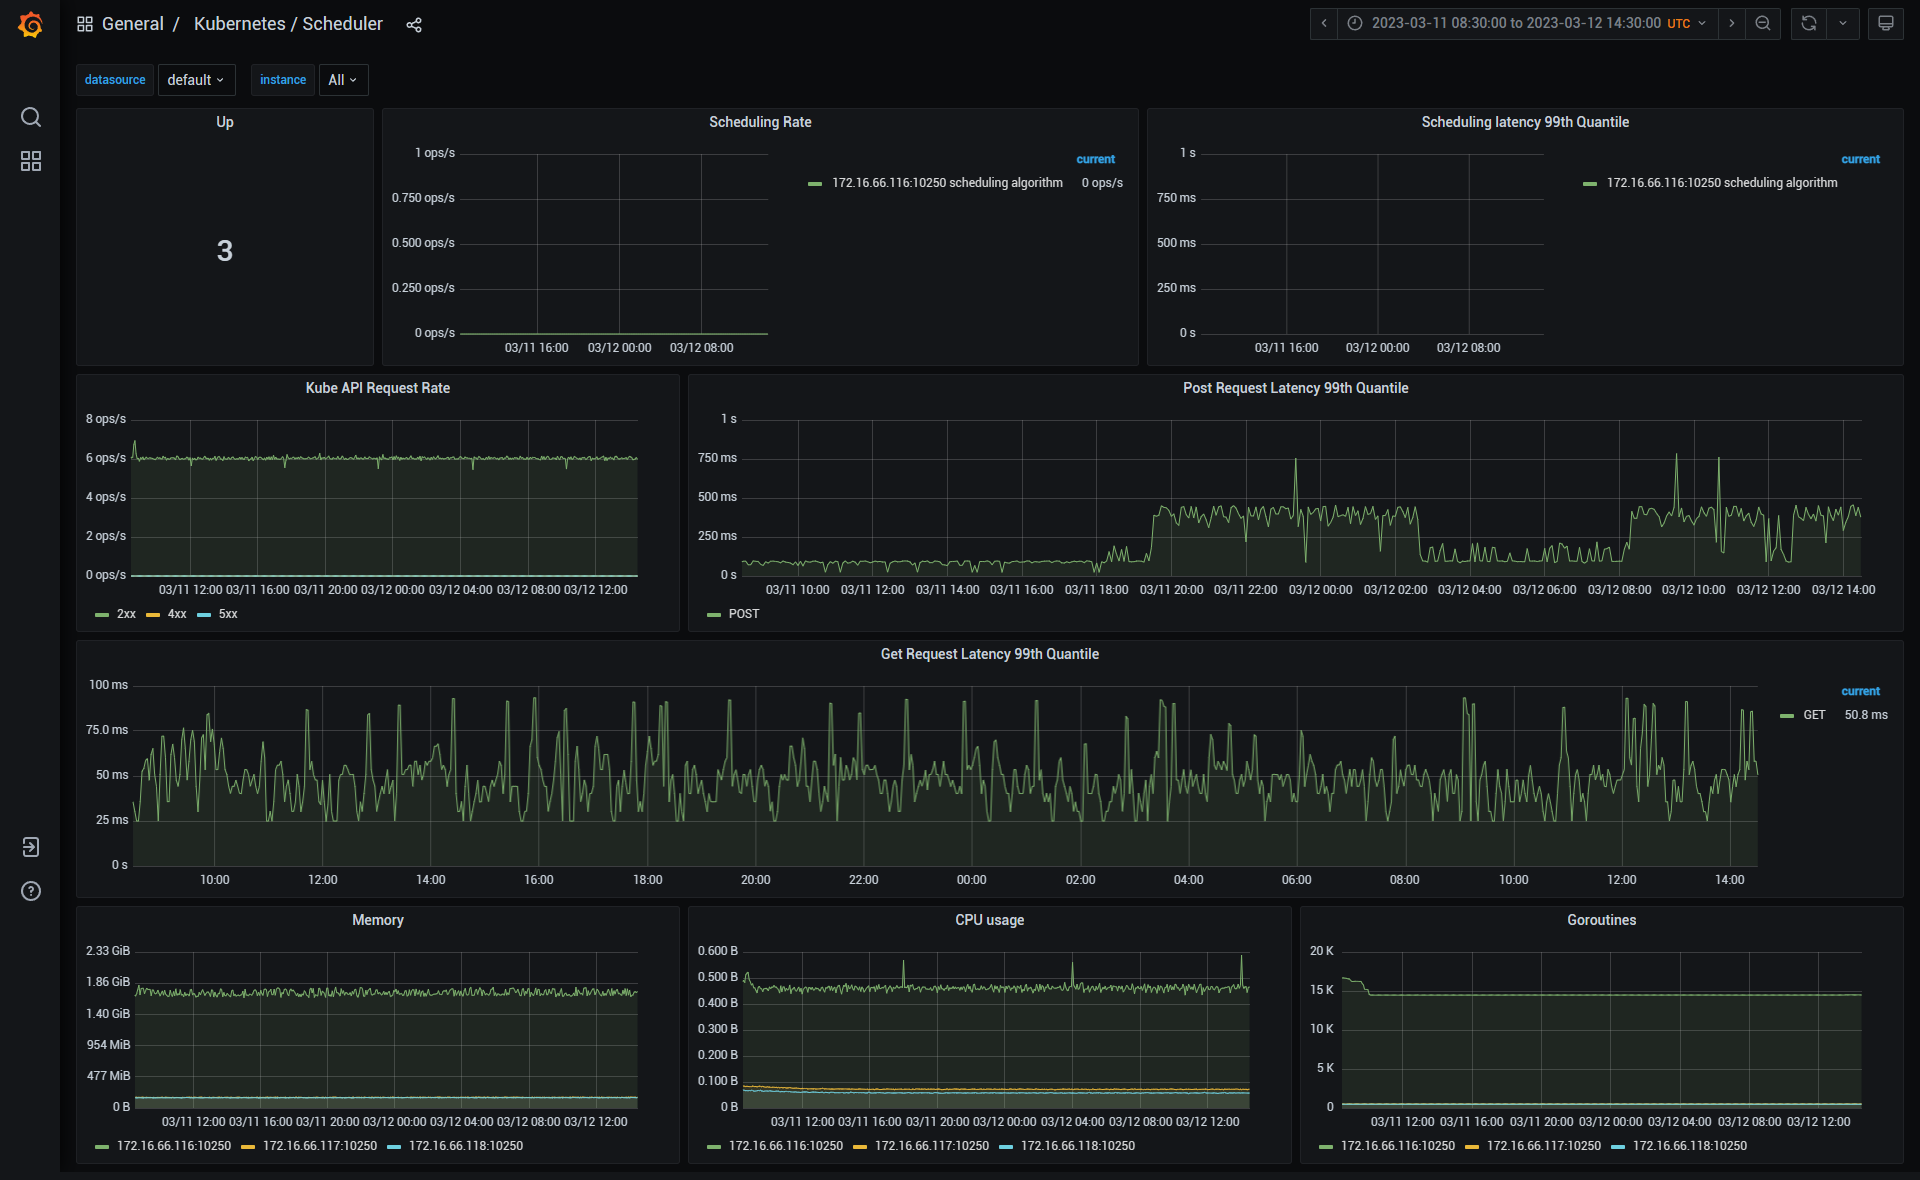 General / Kubernetes / Scheduler
2023-03-11 08:30:00 to 2023-03-12 14:30:00 UTC
datasource default instance All
Up
3
Scheduling Rate
1 ops/s
0.750 ops/s
0.500 ops/s
0.250 ops/s
0 ops/s
03/11 16:00 03/12 00:00 03/12 08:00
current
172.16.66.116:10250 scheduling algorithm 0 ops/s
Scheduling latency 99th Quantile
1 s
750 ms
500 ms
250 ms
0 s
03/11 16:00 03/12 00:00 03/12 08:00
current
172.16.66.116:10250 scheduling algorithm
Kube API Request Rate
8 ops/s
6 ops/s
4 ops/s
2 ops/s
0 ops/s
03/11 12:00 03/11 16:00 03/11 20:00 03/12 00:00 03/12 04:00 03/12 08:00 03/12 12:00
2xx 4xx 5xx
Post Request Latency 99th Quantile
1 s
750 ms
500 ms
250 ms
0 s
03/11 10:00 03/11 12:00 03/11 14:00 03/11 16:00 03/11 18:00 03/11 20:00 03/11 22:00 03/12 00:00 03/12 02:00 03/12 04:00 03/12 06:00 03/12 08:00 03/12 10:00 03/12 12:00 03/12 14:00
POST
Get Request Latency 99th Quantile
100 ms
75.0 ms
50 ms
25 ms
0 s
10:00 12:00 14:00 16:00 18:00 20:00 22:00 00:00 02:00 04:00 06:00 08:00 10:00 12:00 14:00
current
GET 50.8 ms
Memory
2.33 GiB
1.86 GiB
1.40 GiB
954 MiB
477 MiB
0 B
03/11 12:00 03/11 16:00 03/11 20:00 03/12 00:00 03/12 04:00 03/12 08:00 03/12 12:00
172.16.66.116:10250 172.16.66.117:10250 172.16.66.118:10250
CPU usage
0.600 B
0.500 B
0.400 B
0.300 B
0.200 B
0.100 B
0 B
03/11 12:00 03/11 16:00 03/11 20:00 03/12 00:00 03/12 04:00 03/12 08:00 03/12 12:00
172.16.66.116:10250 172.16.66.117:10250 172.16.66.118:10250
Goroutines
20 K
15 K
10 K
5 K
0
03/11 12:00 03/11 16:00 03/11 20:00 03/12 00:00 03/12 04:00 03/12 08:00 03/12 12:00
172.16.66.116:10250 172.16.66.117:10250 172.16.66.118:10250